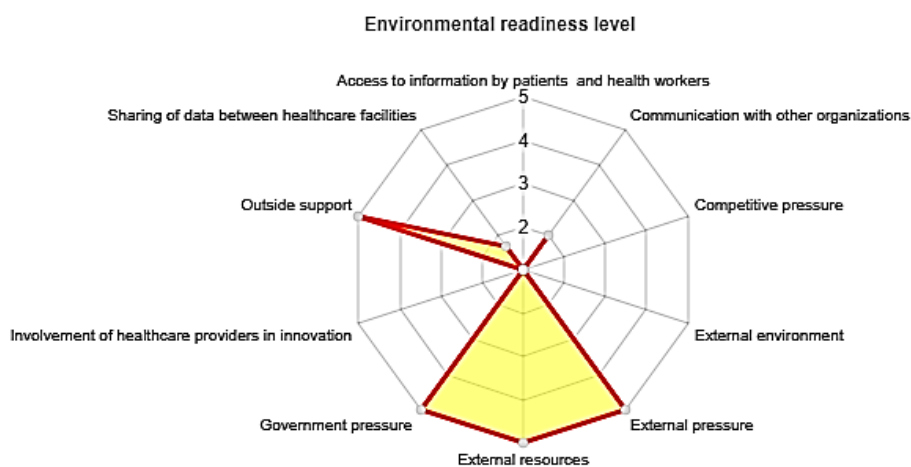 Environmental readiness level
Access to information by patients and health workers
5
Sharing of data between healthcare facilities
Communication with other organizations
4
3
Outside support
Competitive pressure
2
Involvement of healthcare providers in innovation
External environment
Government pressure
External pressure
External resources